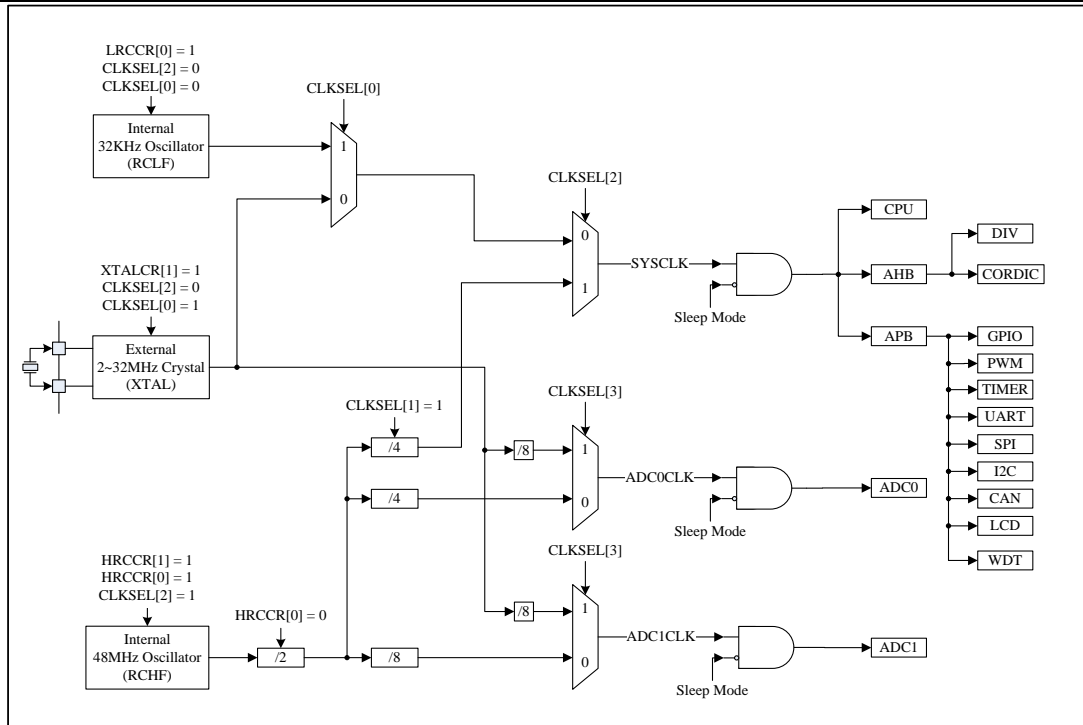 LRCCR[0] = 1
CLKSEL[2] = 0
CLKSEL[0] = 0
Internal
32KHz Oscillator
(RCLF)
CLKSEL[0]
1
0
CLKSEL[2]
0
1
SYSCLK
Sleep Mode
CPU
AHB
DIV
CORDIC
APB
GPIO
PWM
TIMER
UART
SPI
I2C
CAN
LCD
WDT
XTALCR[1] = 1
CLKSEL[2] = 0
CLKSEL[0] = 1
External
2~32MHz Crystal
(XTAL)
CLKSEL[1] = 1
/4
/4
/8
CLKSEL[3]
1
0
ADC0CLK
Sleep Mode
ADC0
HRCCR[1] = 1
HRCCR[0] = 1
CLKSEL[2] = 1
Internal
48MHz Oscillator
(RCHF)
HRCCR[0] = 0
/2
/8
/8
CLKSEL[3]
1
0
ADC1CLK
Sleep Mode
ADC1